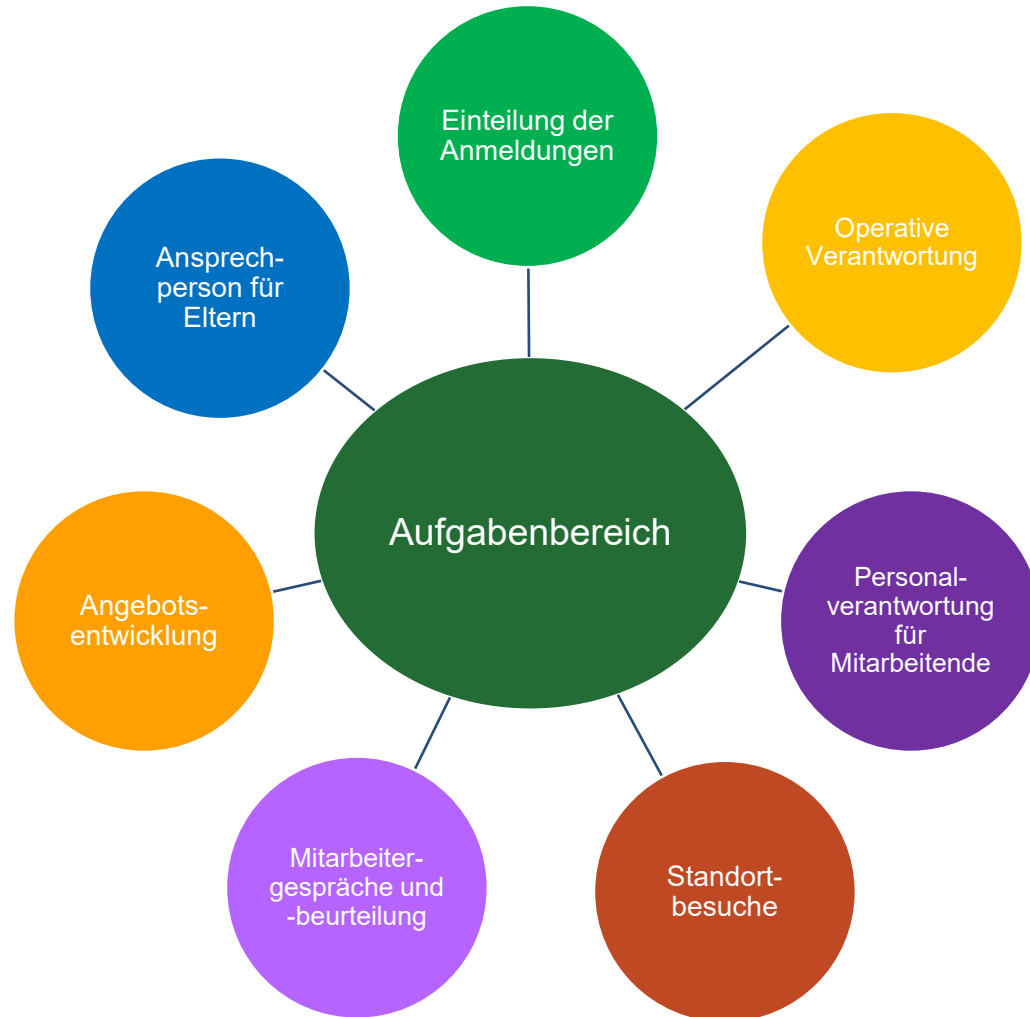 Einteilung der
Anmeldungen
Operative
Verantwortung
Ansprech-
person für
Eltern
Aufgabenbereich
Personal-
verantwortung
für
Mitarbeitende
Angebots-
entwicklung
Mitarbeiter-
gespräche und
-beurteilung
Standort-
besuche